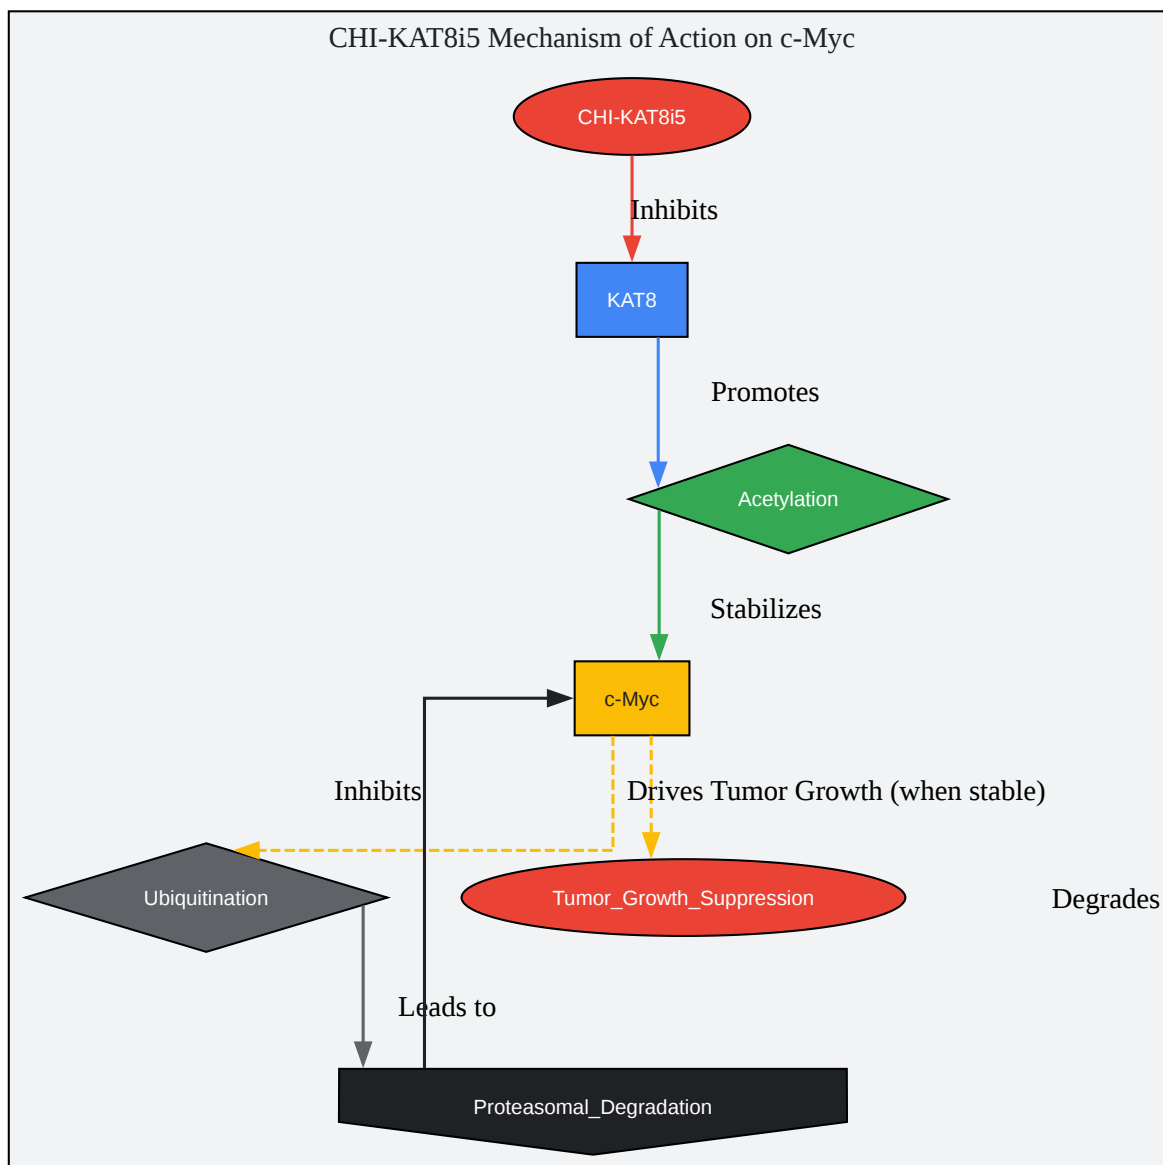 CHI-KAT8i5 Mechanism of Action on c-Myc
CHI-KAT8i5
Inhibits
KAT8
Promotes
Acetylation
Stabilizes
c-Myc
Inhibits
Drives Tumor Growth (when stable)
Ubiquitination
Tumor_Growth_Suppression
Degrades
Leads to
Proteasomal_Degradation